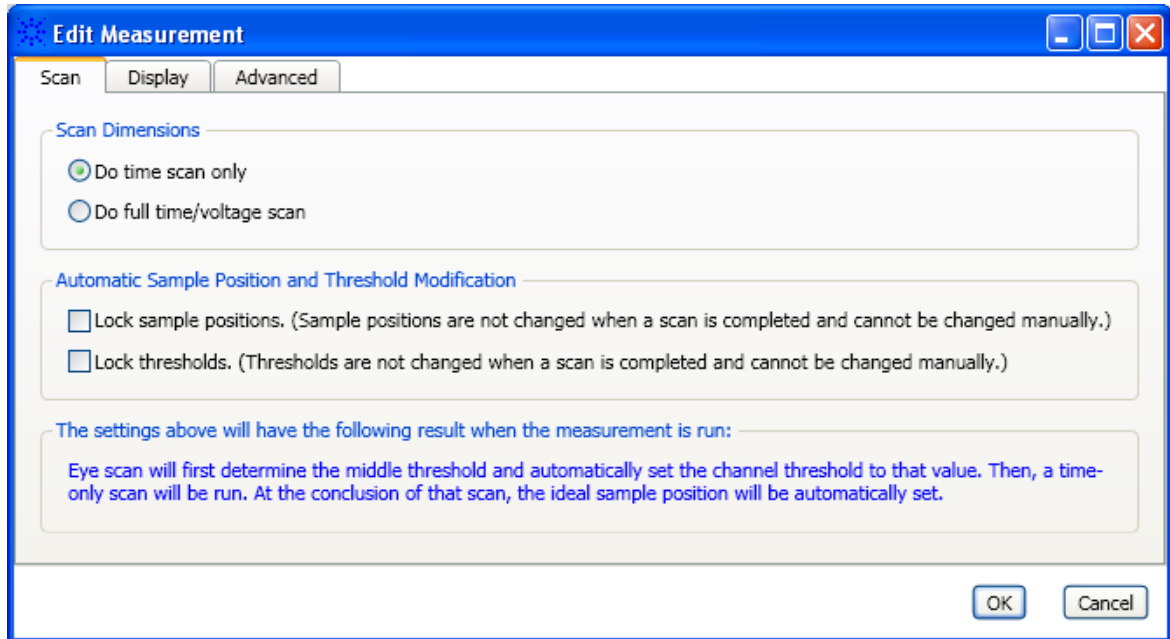 Edit Measurement
Scan
Display
Advanced
Scan Dimensions
Do time scan only
Do full time/voltage scan
Automatic Sample Position and Threshold Modification
Lock sample positions. (Sample positions are not changed when a scan is completed and cannot be changed manually.)
Lock thresholds. (Thresholds are not changed when a scan is completed and cannot be changed manually.)
The settings above will have the following result when the measurement is run:
Eye scan will first determine the middle threshold and automatically set the channel threshold to that value. Then, a time-
only scan will be run. At the conclusion of that scan, the ideal sample position will be automatically set.
OK
Cancel